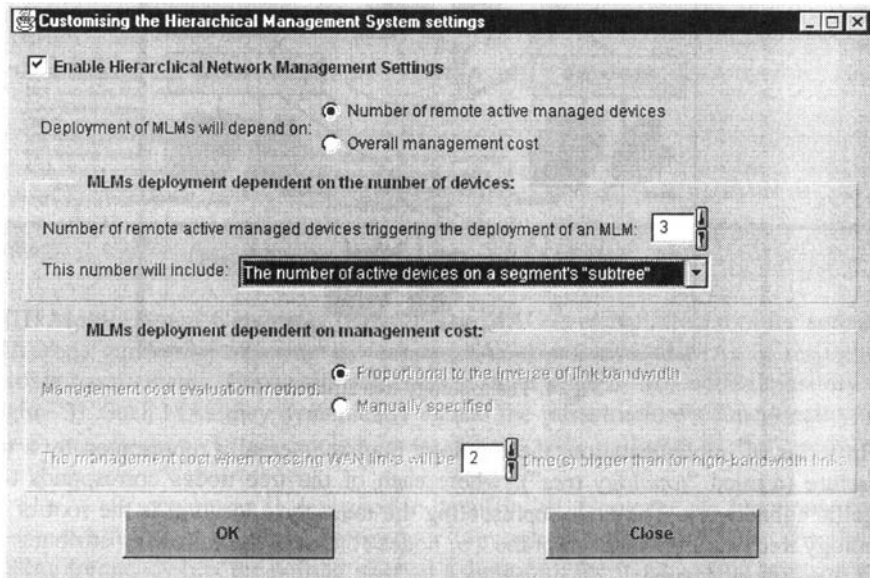 Customising the Hierarchical Management System settings
Enable Hierarchical Network Management Settings
Deployment of MLMs will depend on:
Number of remote active managed devices
Overall management cost
MLMs deployment dependent on the number of devices:
Number of remote active managed devices triggering the deployment of an MLM: 3
This number will include: The number of active devices on a segment's "subtree"
MLMs deployment dependent on management cost:
Management cost evaluation method:
Proportional to the inverse of link bandwidth
Manually specified
The management cost when crossing WAN links will be 2 time(s) bigger than for high-bandwidth links
OK Close